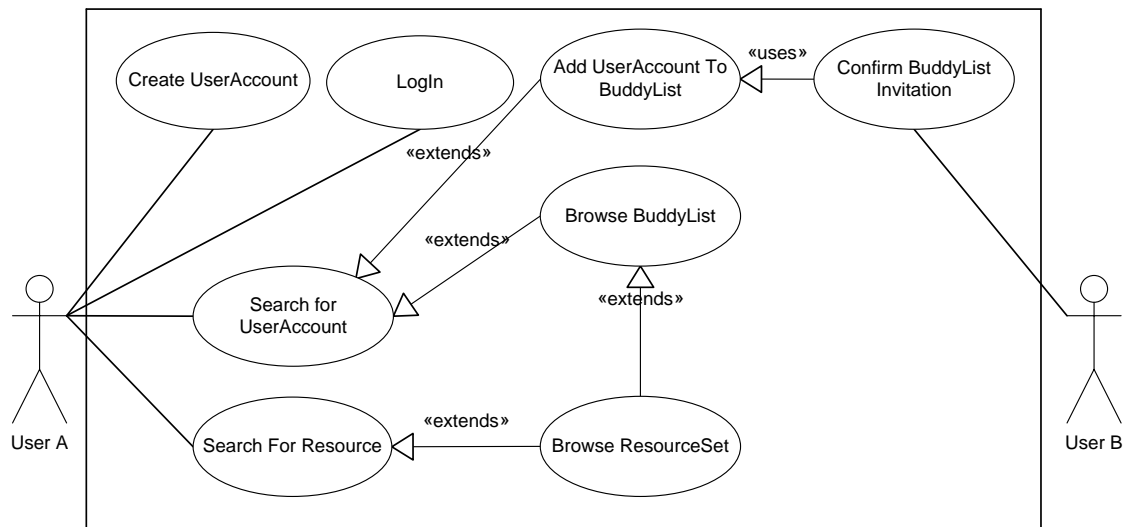 «uses»
Create UserAccount
LogIn
Add UserAccount To
BuddyList
Confirm BuddyList
Invitation
«extends»
Browse BuddyList
«extends»
Search for
UserAccount
«extends»
User A
User B
Search For Resource
«extends»
Browse ResourceSet